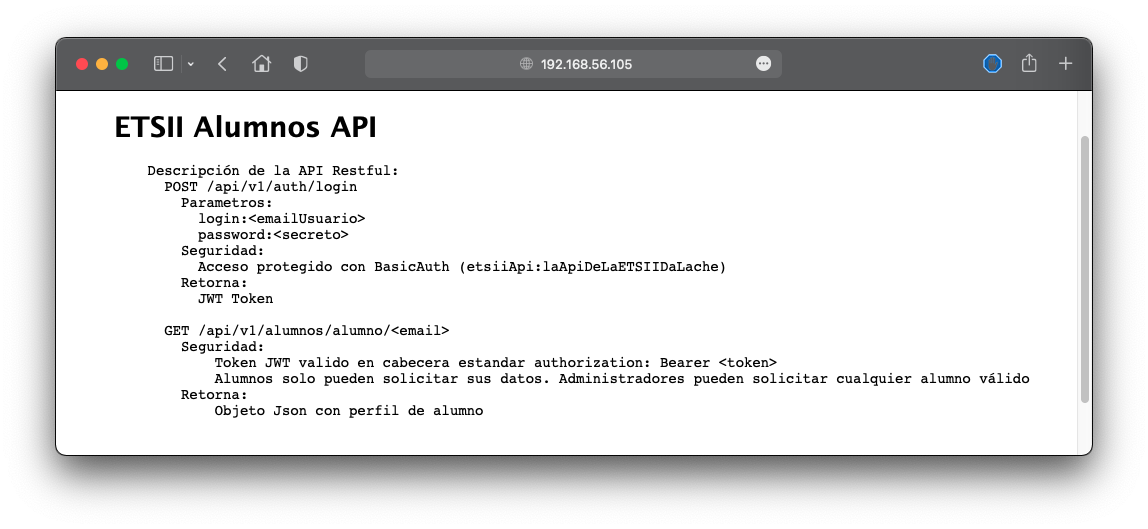 192.168.56.105
ETSII Alumnos API
Descripción de la API Restful:
POST /api/v1/auth/login
Parametros:
login:<emailUsuario>
password:<secreto>
Seguridad:
Acceso protegido con BasicAuth (etsiiApi:laApiDeLaETSIIDaLache)
Retorna:
JWT Token
GET /api/v1/alumnos/alumno/<email>
Seguridad:
Token JWT valido en cabecera estandar authorization: Bearer <token>
Alumnos solo pueden solicitar sus datos. Administradores pueden solicitar cualquier alumno válido
Retorna:
Objeto Json con perfil de alumno